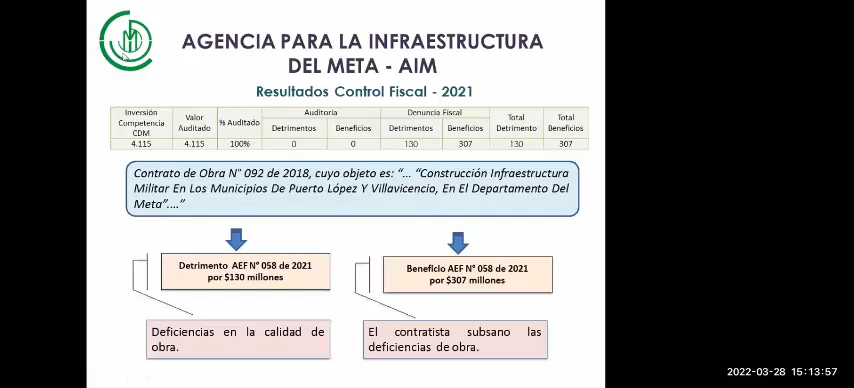 AGENCIA PARA LA INFRAESTRUCTURA
DEL META - AIM
Resultados Control Fiscal - 2021
Inversión Competencia CDM | Valor Auditado | % Auditado | Auditoria | Denuncia Fiscal | Total Detrimento | Total Beneficios
Detrimentos | Beneficios | Detrimentos | Beneficios
4.115 | 4.115 | 100% | 0 | 0 | 130 | 307 | 130 | 307
Contrato de Obra N° 092 de 2018, cuyo objeto es: “... “Construcción Infraestructura
Militar En Los Municipios De Puerto López Y Villavicencio, En El Departamento Del
Meta”....”
Detrimento AEF N° 058 de 2021
por $130 millones
Beneficio AEF N° 058 de 2021
por $307 millones
Deficiencias en la calidad de
obra.
El contratista subsano las
deficiencias de obra.
2022-03-28 15:13:57